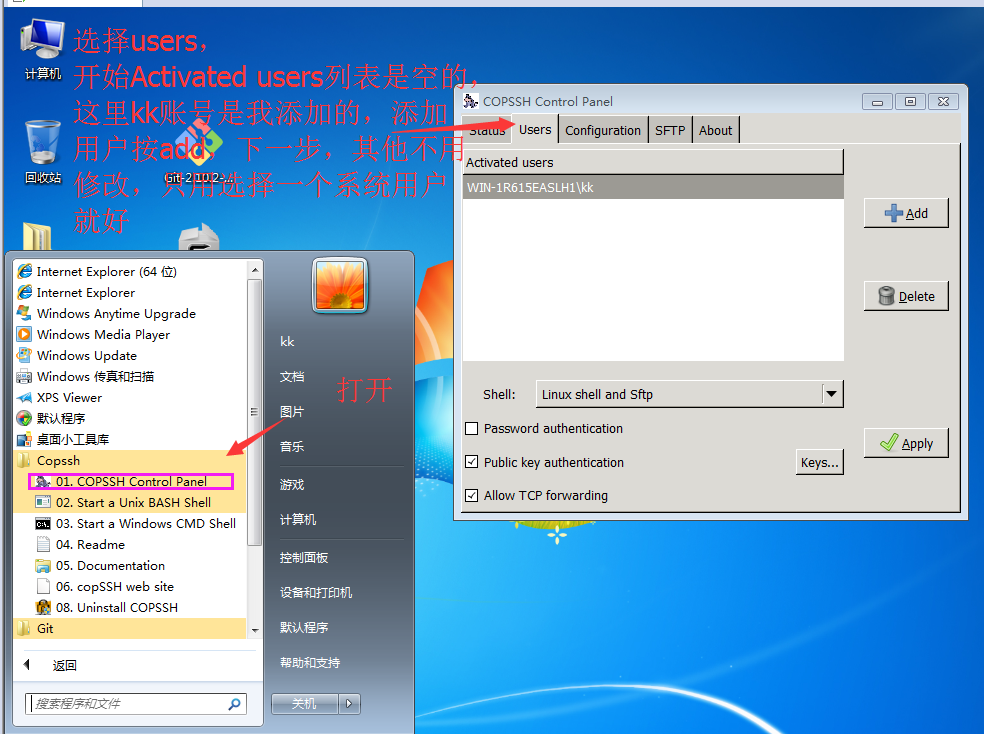 计算机
回收站
Git-2.10.2-...
选择users，
开始Activated users列表是空的，
这里kk账号是我添加的，添加
用户按add，下一步，其他不用
修改，只用选择一个系统用户
就好
COPSSH Control Panel
Status
Users
Configuration
SFTP
About
Activated users
WIN-1R615EASLH1\kk
Add
Delete
Shell:
Linux shell and Sftp
Password authentication
Public key authentication
Keys...
Allow TCP forwarding
Apply
Internet Explorer (64 位)
Internet Explorer
Windows Anytime Upgrade
Windows Media Player
Windows Update
Windows 传真和扫描
XPS Viewer
默认程序
桌面小工具库
Copssh
01. COPSSH Control Panel
02. Start a Unix BASH Shell
03. Start a Windows CMD Shell
04. Readme
05. Documentation
06. copSSH web site
08. Uninstall COPSSH
Git
返回
搜索程序和文件
kk
文档
图片
音乐
游戏
计算机
控制面板
设备和打印机
默认程序
帮助和支持
关机
打开